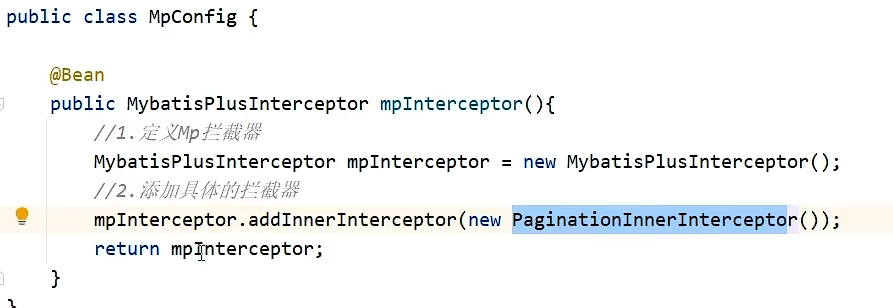 public class MpConfig {
@Bean
public MybatisPlusInterceptor mpInterceptor(){
//1.定义Mp拦截器
MybatisPlusInterceptor mpInterceptor = new MybatisPlusInterceptor();
//2.添加具体的拦截器
mpInterceptor.addInnerInterceptor(new PaginationInnerInterceptor());
return mpInterceptor;
}
}